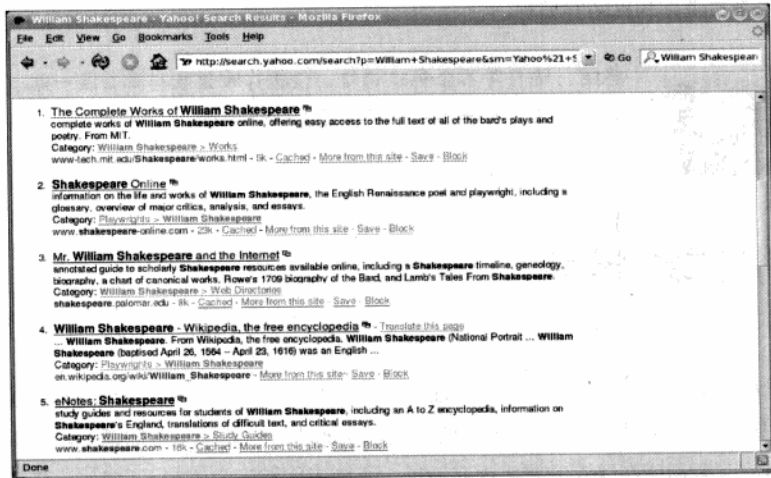 William Shakespeare - Yahoo! Search Results - Mozilla Firefox
File Edit View Go Bookmarks Tools Help
http://search.yahoo.com/search?p=William+Shakespeare&sm=Yahoo%21+S Go William Shakespear
1. The Complete Works of William Shakespeare
complete works of William Shakespeare online, offering easy access to the full text of all of the bard's plays and
poetry. From MIT.
Category: William Shakespeare > Works
www-tech.mit.edu/Shakespeare/works.html - 5k - Cached - More from this site - Save - Block
2. Shakespeare Online
information on the life and works of William Shakespeare, the English Renaissance poet and playwright, including a
glossary, overview of major critics, analysis, and essays.
Category: Playwrights > William Shakespeare
www.shakespeare-online.com - 23k - Cached - More from this site - Save - Block
3. Mr. William Shakespeare and the Internet
annotated guide to scholarly Shakespeare resources available online, including a Shakespeare timeline, geneology,
biography, a chart of canonical works, Rowe's 1709 biography of the Bard, and Lamb's Tales From Shakespeare.
Category: William Shakespeare > Web Directories
shakespeare.palomar.edu - 8k - Cached - More from this site - Save - Block
4. William Shakespeare - Wikipedia, the free encyclopedia - Translate this page
... William Shakespeare. From Wikipedia, the free encyclopedia. William Shakespeare (National Portrait ... William
Shakespeare (baptised April 26, 1564 – April 23, 1616) was an English ...
Category: Playwrights > William Shakespeare
en.wikipedia.org/wiki/William_Shakespeare - More from this site - Save - Block
5. eNotes: Shakespeare
study guides and resources for students of William Shakespeare, including an A to Z encyclopedia, information on
Shakespeare's England, translations of difficult text, and critical essays.
Category: William Shakespeare > Study Guides
www.shakespeare.com - 16k - Cached - More from this site - Save - Block
Done